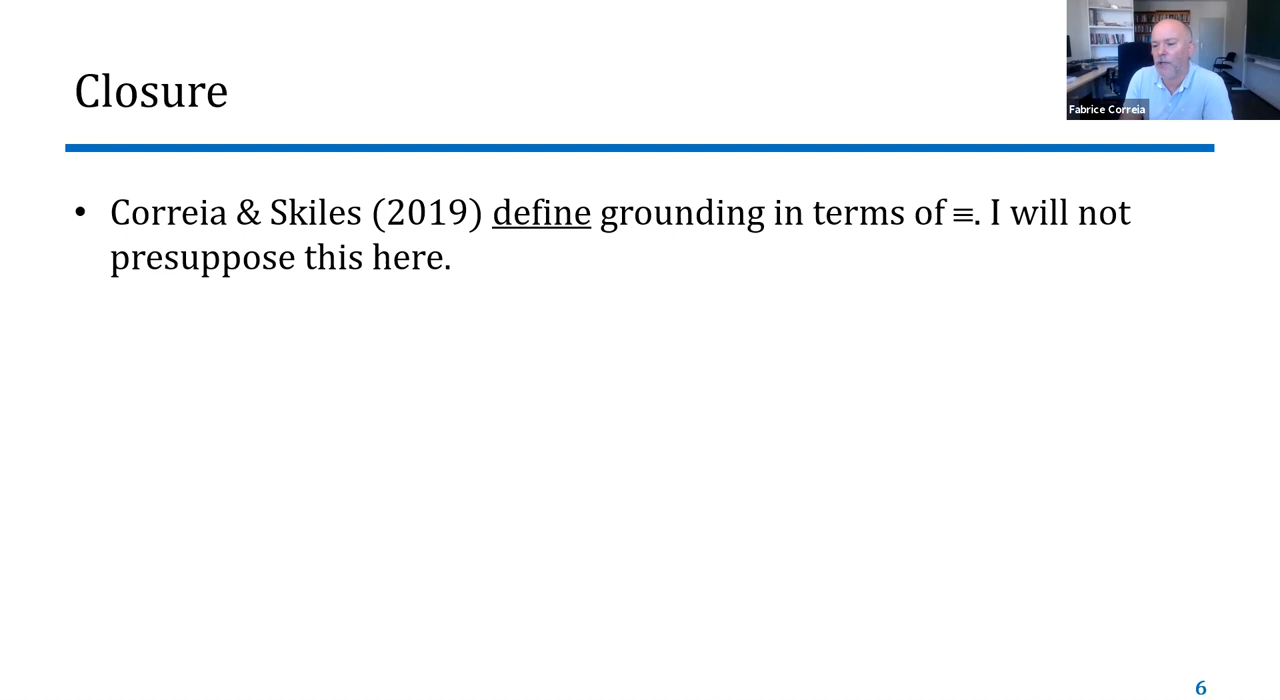 Closure
Fabrice Correia
• Correia & Skiles (2019) define grounding in terms of ≡. I will not
presuppose this here.
6